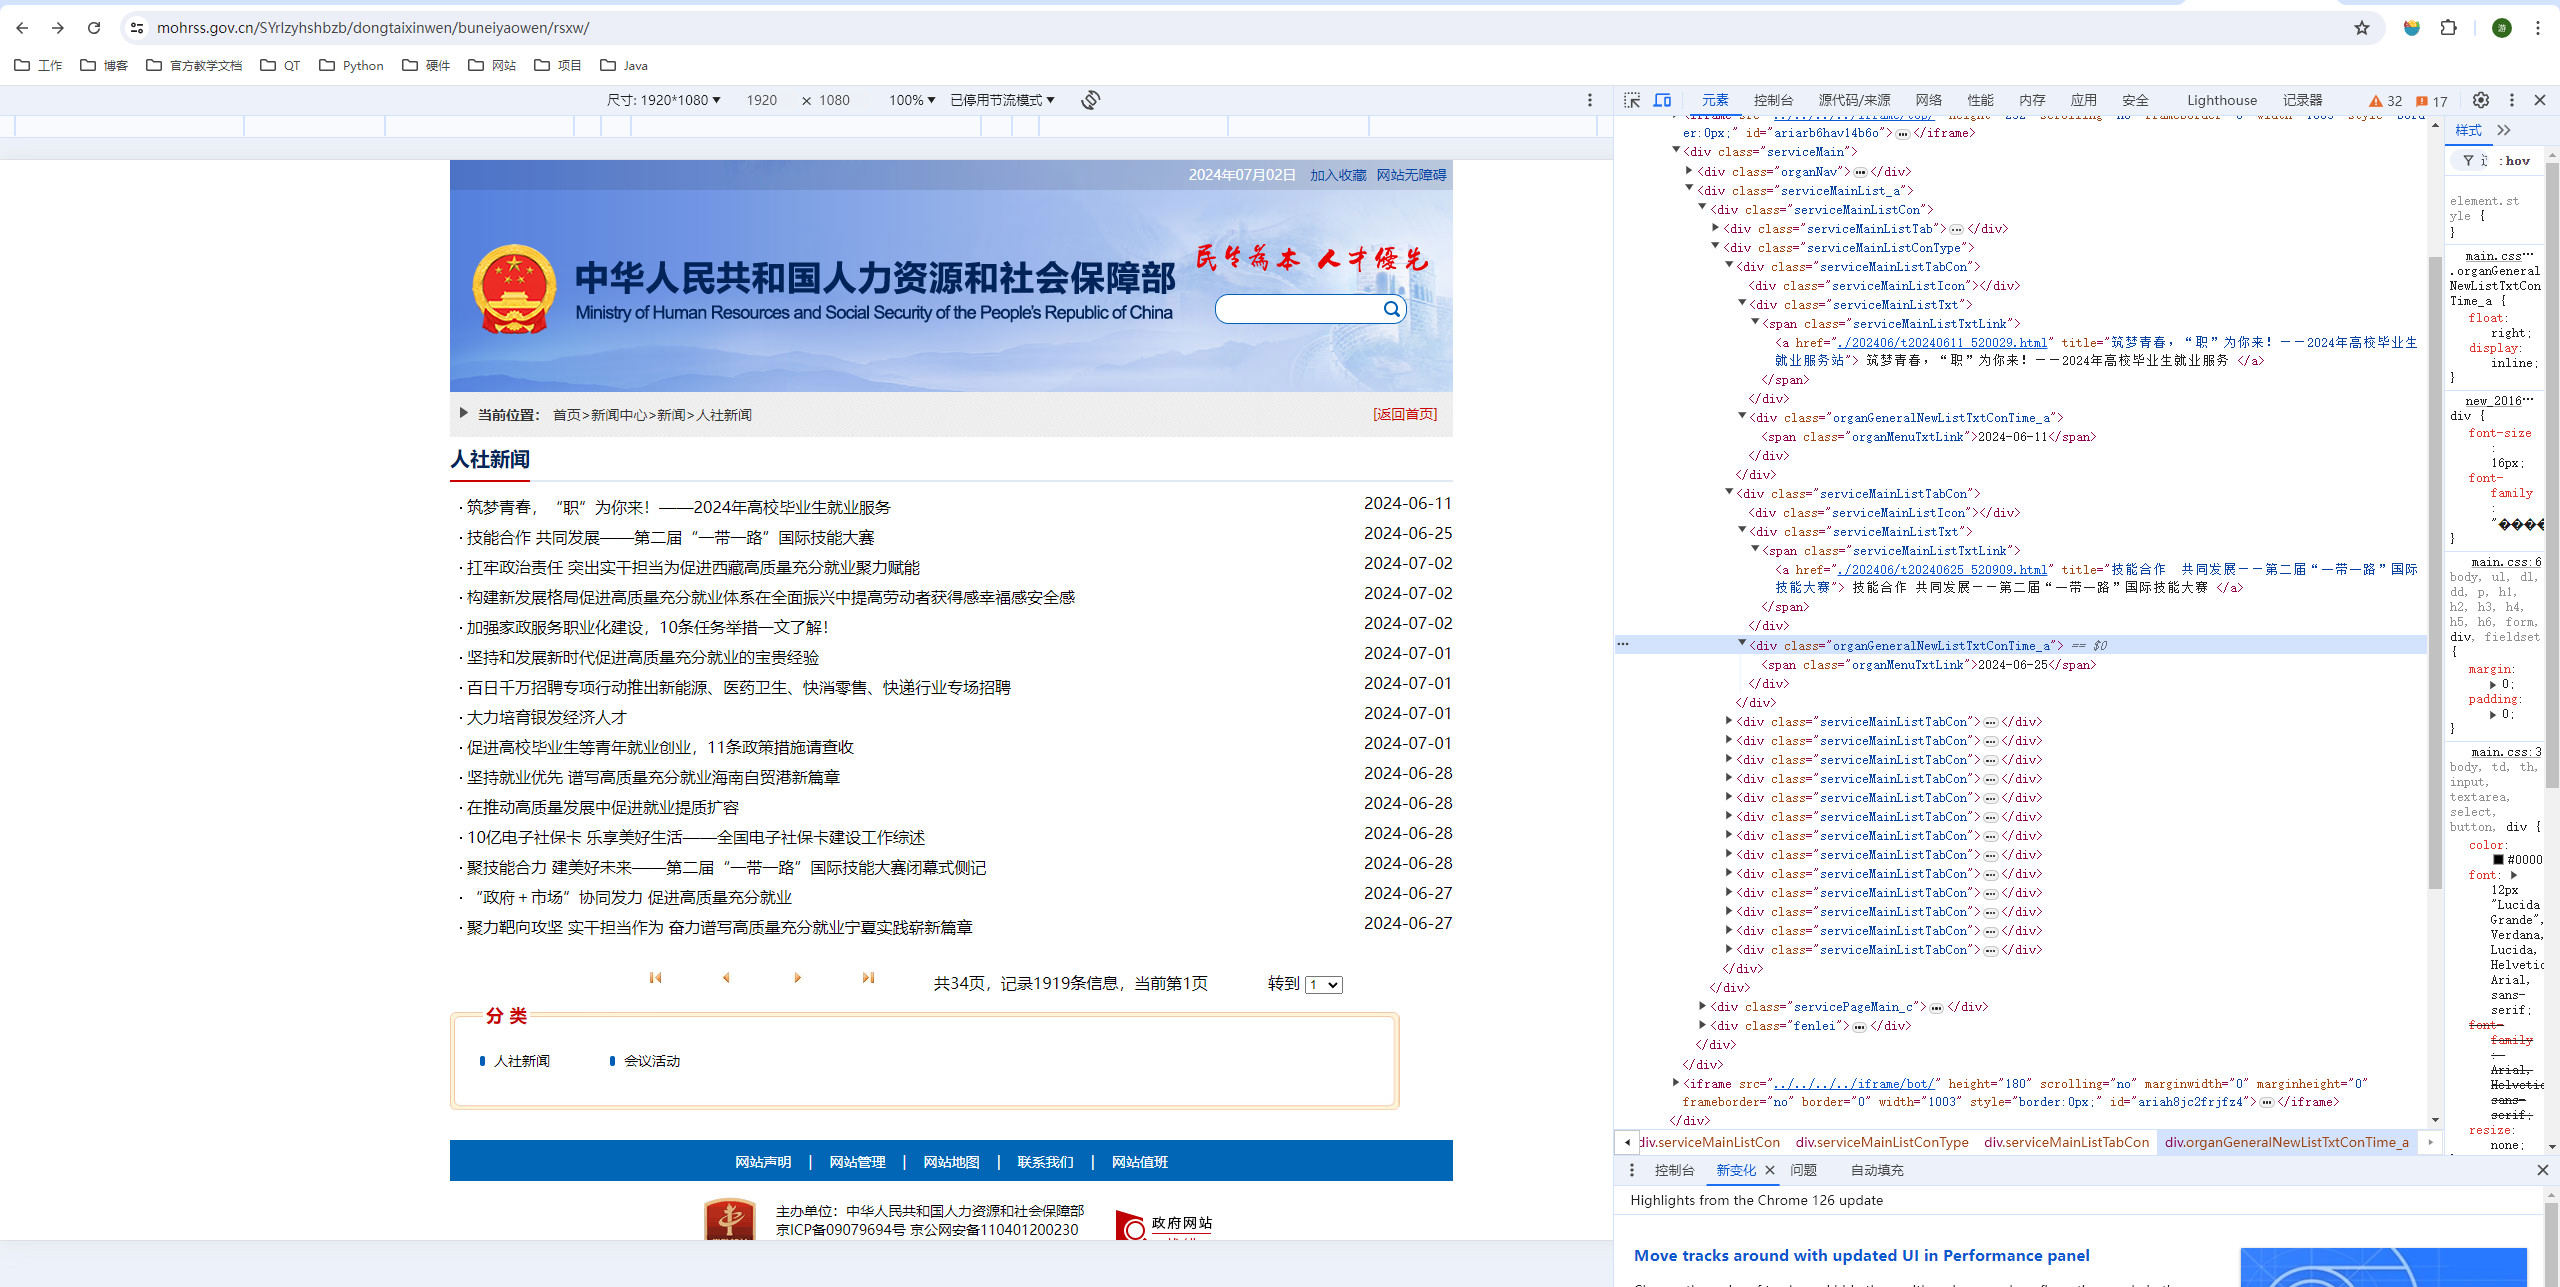 mohrss.gov.cn/SYrlzyhshbzb/dongtaixinwen/buneiyaowen/rsxw/
游
工作 博客 官方教学文档 QT Python 硬件 网站 项目 Java
尺寸: 1920*1080 ▼ 1920 × 1080 100% ▼ 已停用节流模式 ▼
2024年07月02日 加入收藏 网站无障碍
民生为本 人才优先
中华人民共和国人力资源和社会保障部
Ministry of Human Resources and Social Security of the People's Republic of China
当前位置： 首页>新闻中心>新闻>人社新闻 [返回首页]
人社新闻
· 筑梦青春，“职”为你来！——2024年高校毕业生就业服务 2024-06-11
· 技能合作 共同发展——第二届“一带一路”国际技能大赛 2024-06-25
· 扛牢政治责任 突出实干担当为促进西藏高质量充分就业聚力赋能 2024-07-02
· 构建新发展格局促进高质量充分就业体系在全面振兴中提高劳动者获得感幸福感安全感 2024-07-02
· 加强家政服务职业化建设，10条任务举措一文了解！ 2024-07-02
· 坚持和发展新时代促进高质量充分就业的宝贵经验 2024-07-01
· 百日千万招聘专项行动推出新能源、医药卫生、快消零售、快递行业专场招聘 2024-07-01
· 大力培育银发经济人才 2024-07-01
· 促进高校毕业生等青年就业创业，11条政策措施请查收 2024-07-01
· 坚持就业优先 谱写高质量充分就业海南自贸港新篇章 2024-06-28
· 在推动高质量发展中促进就业提质扩容 2024-06-28
· 10亿电子社保卡 乐享美好生活——全国电子社保卡建设工作综述 2024-06-28
· 聚技能合力 建美好未来——第二届“一带一路”国际技能大赛闭幕式侧记 2024-06-28
· “政府＋市场”协同发力 促进高质量充分就业 2024-06-27
· 聚力靶向攻坚 实干担当作为 奋力谱写高质量充分就业宁夏实践崭新篇章 2024-06-27
共34页，记录1919条信息，当前第1页 转到 1
分 类
人社新闻 会议活动
网站声明 | 网站管理 | 网站地图 | 联系我们 | 网站值班
主办单位：中华人民共和国人力资源和社会保障部
京ICP备09079694号 京公网安备110401200230
政府网站
元素 控制台 源代码/来源 网络 性能 内存 应用 安全 Lighthouse 记录器 32 17
er:0px;" id="ariarb6hav14b6o">⋯</iframe>
<div class="serviceMain">
<div class="organNav">⋯</div>
<div class="serviceMainList_a">
<div class="serviceMainListCon">
<div class="serviceMainListTab">⋯</div>
<div class="serviceMainListConType">
<div class="serviceMainListTabCon">
<div class="serviceMainListIcon"></div>
<div class="serviceMainListTxt">
<span class="serviceMainListTxtLink">
<a href="./202406/t20240611_520029.html" title="筑梦青春，“职”为你来！——2024年高校毕业生
就业服务站"> 筑梦青春，“职”为你来！——2024年高校毕业生就业服务 </a>
</span>
</div>
<div class="organGeneralNewListTxtConTime_a">
<span class="organMenuTxtLink">2024-06-11</span>
</div>
</div>
<div class="serviceMainListTabCon">
<div class="serviceMainListIcon"></div>
<div class="serviceMainListTxt">
<span class="serviceMainListTxtLink">
<a href="./202406/t20240625_520909.html" title="技能合作　共同发展——第二届“一带一路”国际
技能大赛"> 技能合作 共同发展——第二届“一带一路”国际技能大赛 </a>
</span>
</div>
<div class="organGeneralNewListTxtConTime_a"> == $0
<span class="organMenuTxtLink">2024-06-25</span>
</div>
</div>
<div class="serviceMainListTabCon">⋯</div>
<div class="serviceMainListTabCon">⋯</div>
<div class="serviceMainListTabCon">⋯</div>
<div class="serviceMainListTabCon">⋯</div>
<div class="serviceMainListTabCon">⋯</div>
<div class="serviceMainListTabCon">⋯</div>
<div class="serviceMainListTabCon">⋯</div>
<div class="serviceMainListTabCon">⋯</div>
<div class="serviceMainListTabCon">⋯</div>
<div class="serviceMainListTabCon">⋯</div>
<div class="serviceMainListTabCon">⋯</div>
<div class="serviceMainListTabCon">⋯</div>
<div class="serviceMainListTabCon">⋯</div>
</div>
</div>
<div class="servicePageMain_c">⋯</div>
<div class="fenlei">⋯</div>
</div>
</div>
<iframe src="../../../../iframe/bot/" height="180" scrolling="no" marginwidth="0" marginheight="0"
frameborder="no" border="0" width="1003" style="border:0px;" id="ariah8jc2frjfz4">⋯</iframe>
</div>
div.serviceMainListCon div.serviceMainListConType div.serviceMainListTabCon div.organGeneralNewListTxtConTime_a
样式
:hov
element.st
yle {
}
main.css⋯
.organGeneral
NewListTxtCon
Time_a {
float:
right;
display:
inline;
}
new_2016⋯
div {
font-size
:
16px;
font-
family
:
"����
}
main.css:6
body, ul, dl,
dd, p, h1,
h2, h3, h4,
h5, h6, form,
div, fieldset
{
margin:
0;
padding:
0;
}
main.css:3
body, td, th,
input,
textarea,
select,
button, div {
color:
#0000
font:
12px
"Lucida
Grande",
Verdana,
Lucida,
Helvetic
Arial,
sans-
serif;
font-
family
:
Arial,
Helvetic
sans-
serif;
resize:
none;
控制台 新变化 问题 自动填充
Highlights from the Chrome 126 update
Move tracks around with updated UI in Performance panel